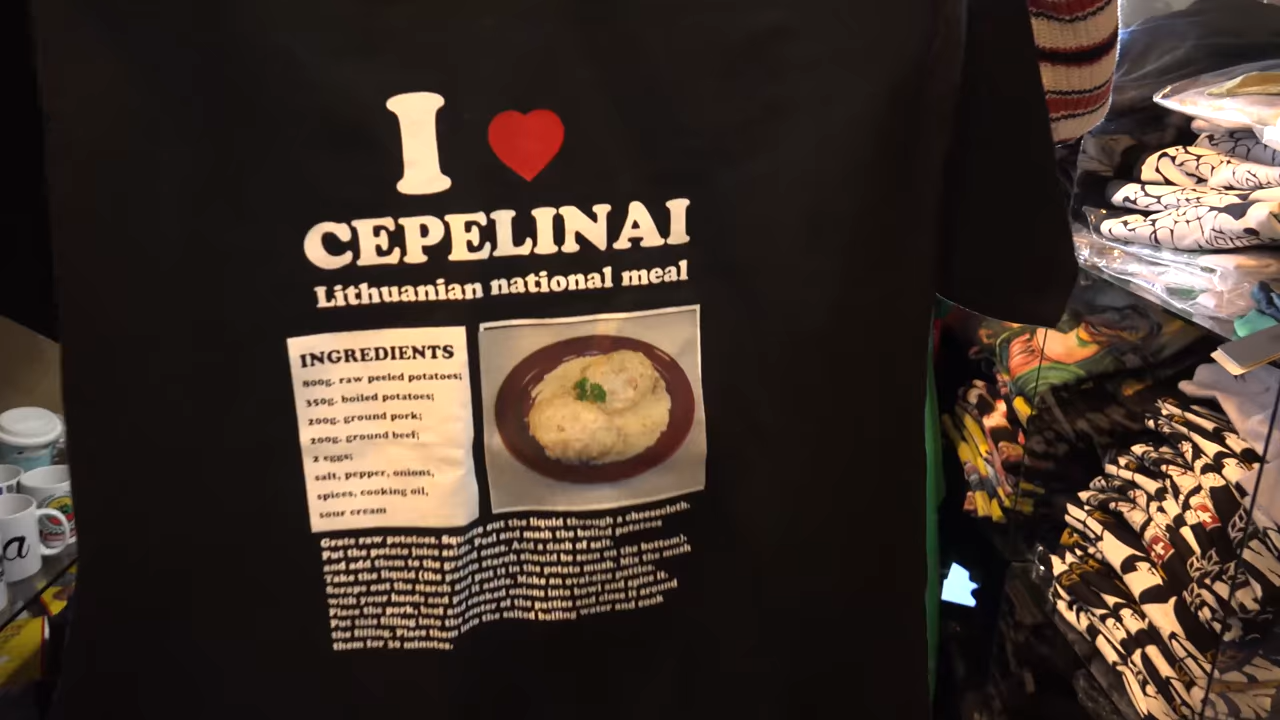 I
CEPELINAI
Lithuanian national meal
INGREDIENTS
800g. raw peeled potatoes;
350g. boiled potatoes;
200g. ground pork;
200g. ground beef;
2 eggs;
salt, pepper, onions,
spices, cooking oil,
sour cream
Grate raw potatoes. Squeeze out the liquid through a cheesecloth.
Put the potato juice aside. Peel and mash the boiled potatoes
and add them to the grated ones. Add a dash of salt.
Take the liquid (the potato starch should be seen on the bottom).
Scrape out the starch and put it in the potato mush. Mix the mush
with your hands and Make an oval-size patties.
Place the pork, beef and cooked onions into bowl and spice it.
Put this filling into the center of the patties and close it around
the filling. Place them into the salted boiling water and cook
them for 30 minutes.
a